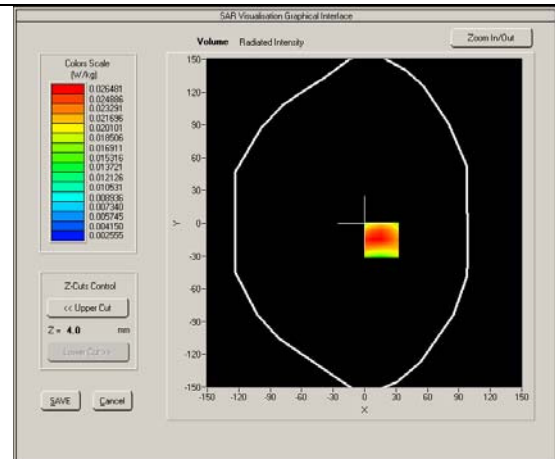 SAR Visualisation Graphical Interface
Volume Radiated Intensity
Zoom In/Out
Colors Scale
(W/kg)
0.026481
0.024886
0.023291
0.021696
0.020101
0.018506
0.016911
0.015316
0.013721
0.012126
0.010531
0.008936
0.007340
0.005745
0.004150
0.002555
Z-Cuts Control
<< Upper Cut
Z = 4.0 mm
Lower Cut >>
SAVE Cancel
150
120
90
60
30
0
-30
-60
-90
-120
-150
Y
-150 -120 -90 -60 -30 0 30 60 90 120 150
X